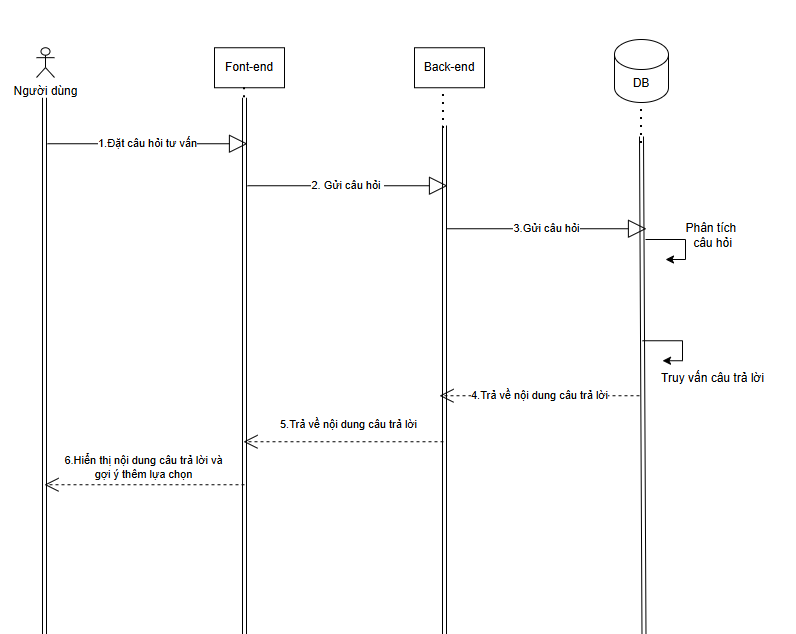 Người dùng
Font-end
Back-end
DB
1.Đặt câu hỏi tư vấn
2. Gửi câu hỏi
3.Gửi câu hỏi
Phân tích
câu hỏi
Truy vấn câu trả lời
4.Trả về nội dung câu trả lời
5.Trả về nội dung câu trả lời
6.Hiển thị nội dung câu trả lời và
gợi ý thêm lựa chọn